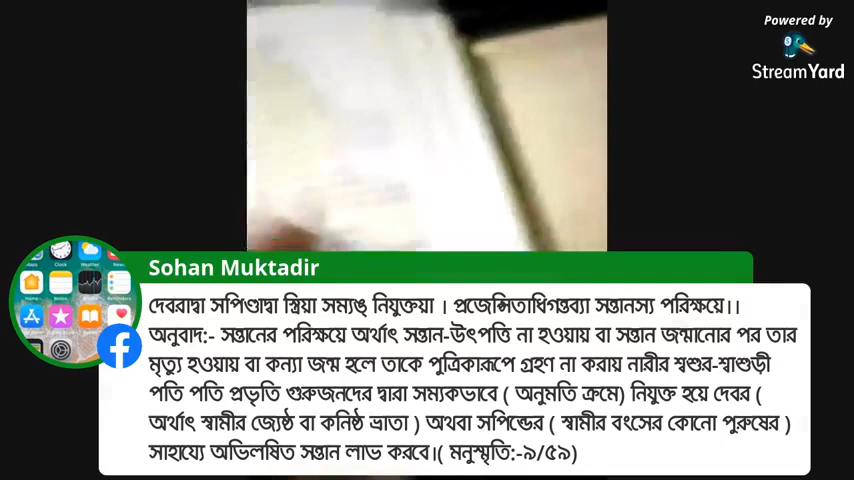 Powered by
StreamYard
Sohan Muktadir
দেবরাদ্বা সপিণ্ডাদ্বা স্ত্রিয়া সম্যঙ্ নিযুক্তয়া । প্রজেপ্সিতাধিগন্তব্যা সন্তানস্য পরিক্ষয়ে।।
অনুবাদ:- সন্তানের পরিক্ষয়ে অর্থাৎ সন্তান-উৎপত্তি না হওয়ায় বা সন্তান জন্মানোর পর তার
মৃত্যু হওয়ায় বা কন্যা জন্ম হলে তাকে পুত্রিকারূপে গ্রহণ না করায় নারীর শ্বশুর-শ্বাশুড়ী
পতি পতি প্রভৃতি গুরুজনদের দ্বারা সম্যকভাবে ( অনুমতি ক্রমে) নিযুক্ত হয়ে দেবর (
অর্থাৎ স্বামীর জ্যেষ্ঠ বা কনিষ্ঠ ভ্রাতা ) অথবা সপিন্ডের ( স্বামীর বংসের কোনো পুরুষের )
সাহায্যে অভিলষিত সন্তান লাভ করবে।( মনুস্মৃতি:-৯/৫৯)